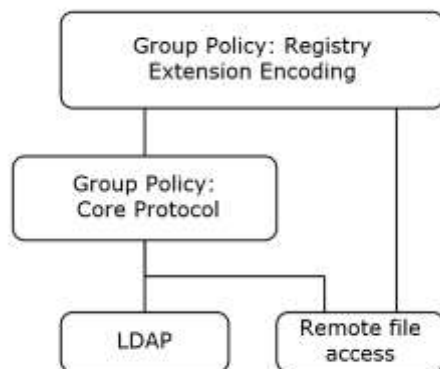 Group Policy: Registry
Extension Encoding
Group Policy:
Core Protocol
LDAP
Remote file
access